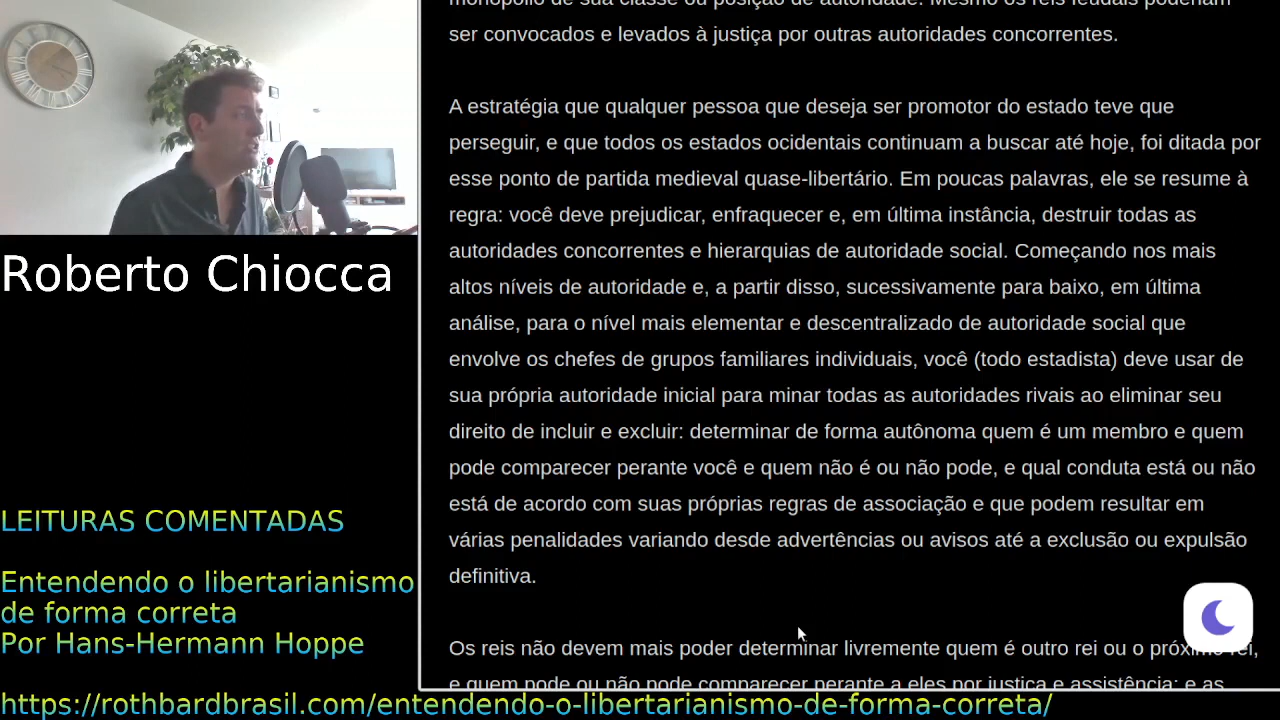 monopólio de sua classe ou posição de autoridade. Mesmo os reis feudais poderiam
ser convocados e levados à justiça por outras autoridades concorrentes.
A estratégia que qualquer pessoa que deseja ser promotor do estado teve que
perseguir, e que todos os estados ocidentais continuam a buscar até hoje, foi ditada por
esse ponto de partida medieval quase-libertário. Em poucas palavras, ele se resume à
regra: você deve prejudicar, enfraquecer e, em última instância, destruir todas as
autoridades concorrentes e hierarquias de autoridade social. Começando nos mais
altos níveis de autoridade e, a partir disso, sucessivamente para baixo, em última
análise, para o nível mais elementar e descentralizado de autoridade social que
envolve os chefes de grupos familiares individuais, você (todo estadista) deve usar de
sua própria autoridade inicial para minar todas as autoridades rivais ao eliminar seu
direito de incluir e excluir: determinar de forma autônoma quem é um membro e quem
pode comparecer perante você e quem não é ou não pode, e qual conduta está ou não
está de acordo com suas próprias regras de associação e que podem resultar em
várias penalidades variando desde advertências ou avisos até a exclusão ou expulsão
definitiva.
Os reis não devem mais poder determinar livremente quem é outro rei ou o próximo rei,
e quem pode ou não pode comparecer perante a eles por justiça e assistência; e as
Roberto Chiocca
LEITURAS COMENTADAS
Entendendo o libertarianismo
de forma correta
Por Hans-Hermann Hoppe
https://rothbardbrasil.com/entendendo-o-libertarianismo-de-forma-correta/